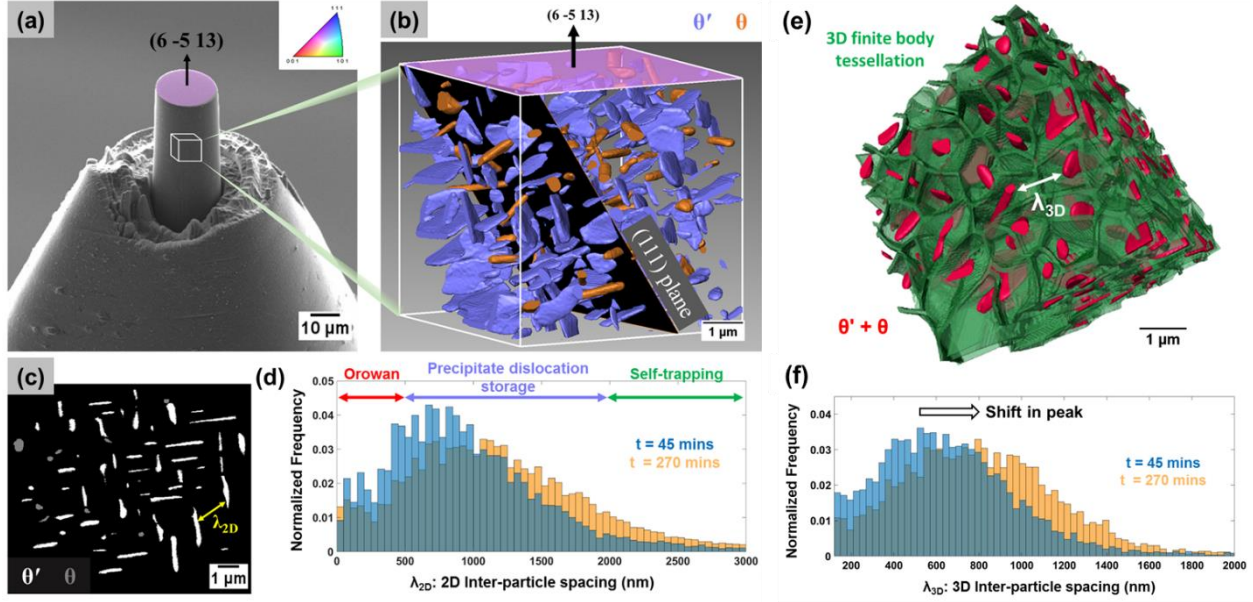 (a)
(6 -5 13)
111
001
101
10 µm
(b)
(6 -5 13)
θ′ θ
(111) plane
1 µm
(c)
λ2D
θ′ θ
1 µm
(d)
Orowan
Precipitate dislocation
storage
Self-trapping
Normalized Frequency
0.05
0.04
0.03
0.02
0.01
0
t = 45 mins
t = 270 mins
0 500 1000 1500 2000 2500 3000
λ2D: 2D Inter-particle spacing (nm)
(e)
3D finite body
tessellation
λ3D
θ' + θ
1 µm
(f)
Shift in peak
Normalized Frequency
0.04
0.03
0.02
0.01
0
t = 45 mins
t = 270 mins
200 400 600 800 1000 1200 1400 1600 1800 2000
λ3D: 3D Inter-particle spacing (nm)